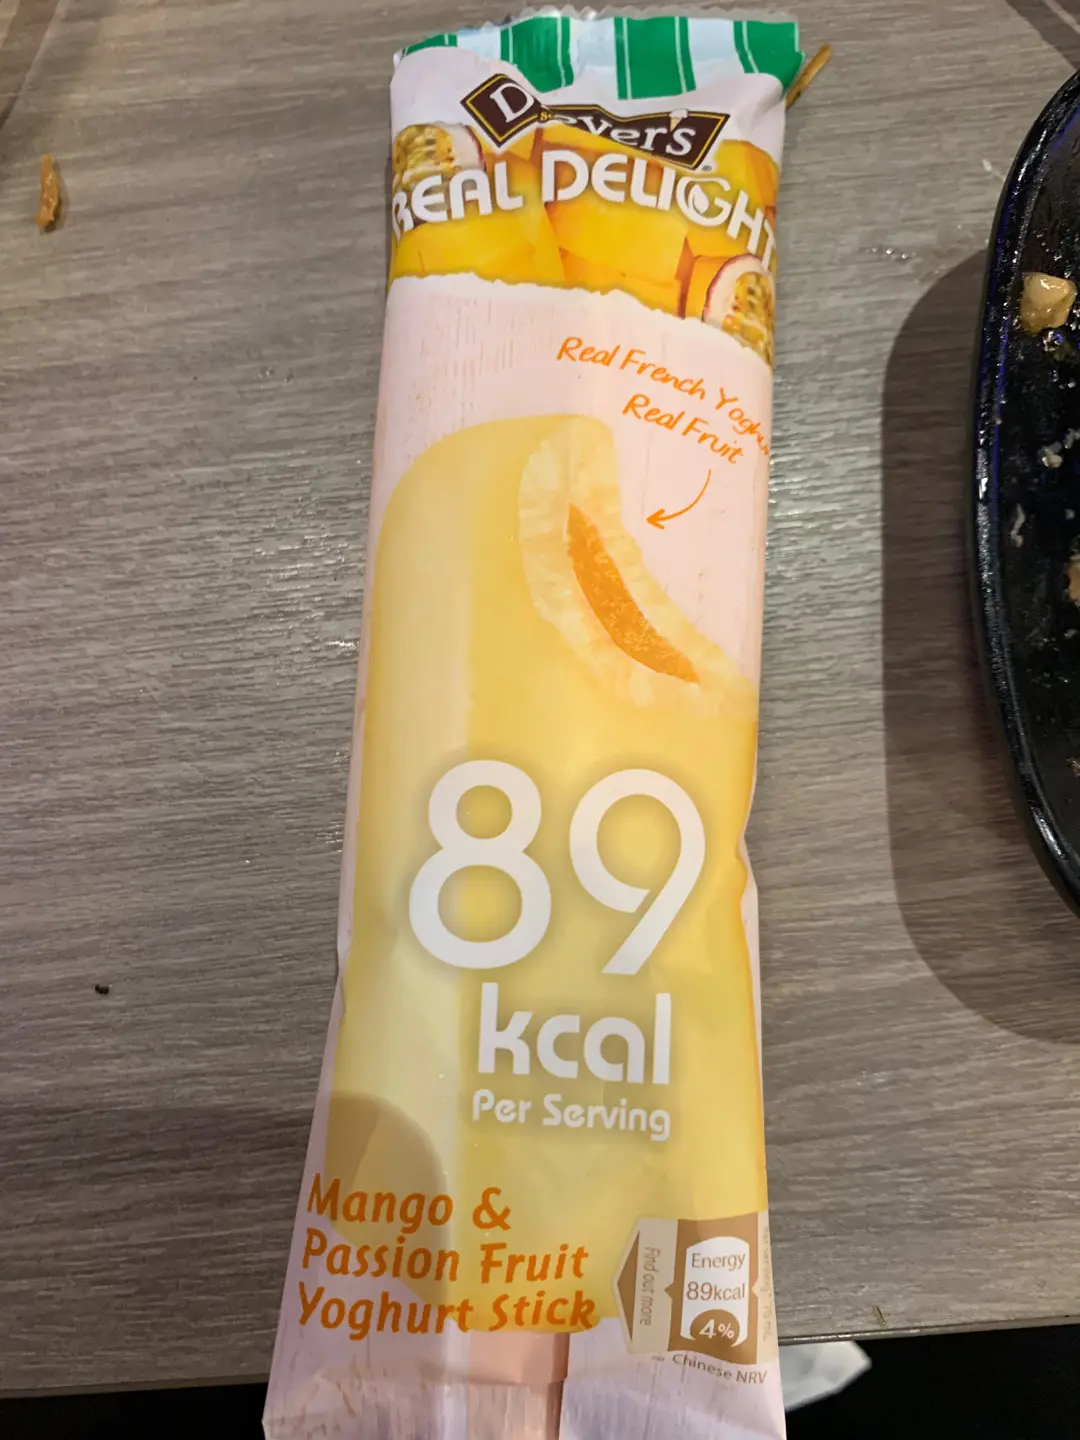 Dreyer's
REAL DELIGHT
Real French
Real Fruit
89
kcal
Per Serving
Mango &
Passion Fruit
Yoghurt Stick
Find out more
Energy
89kcal
4%
Chinese NRV